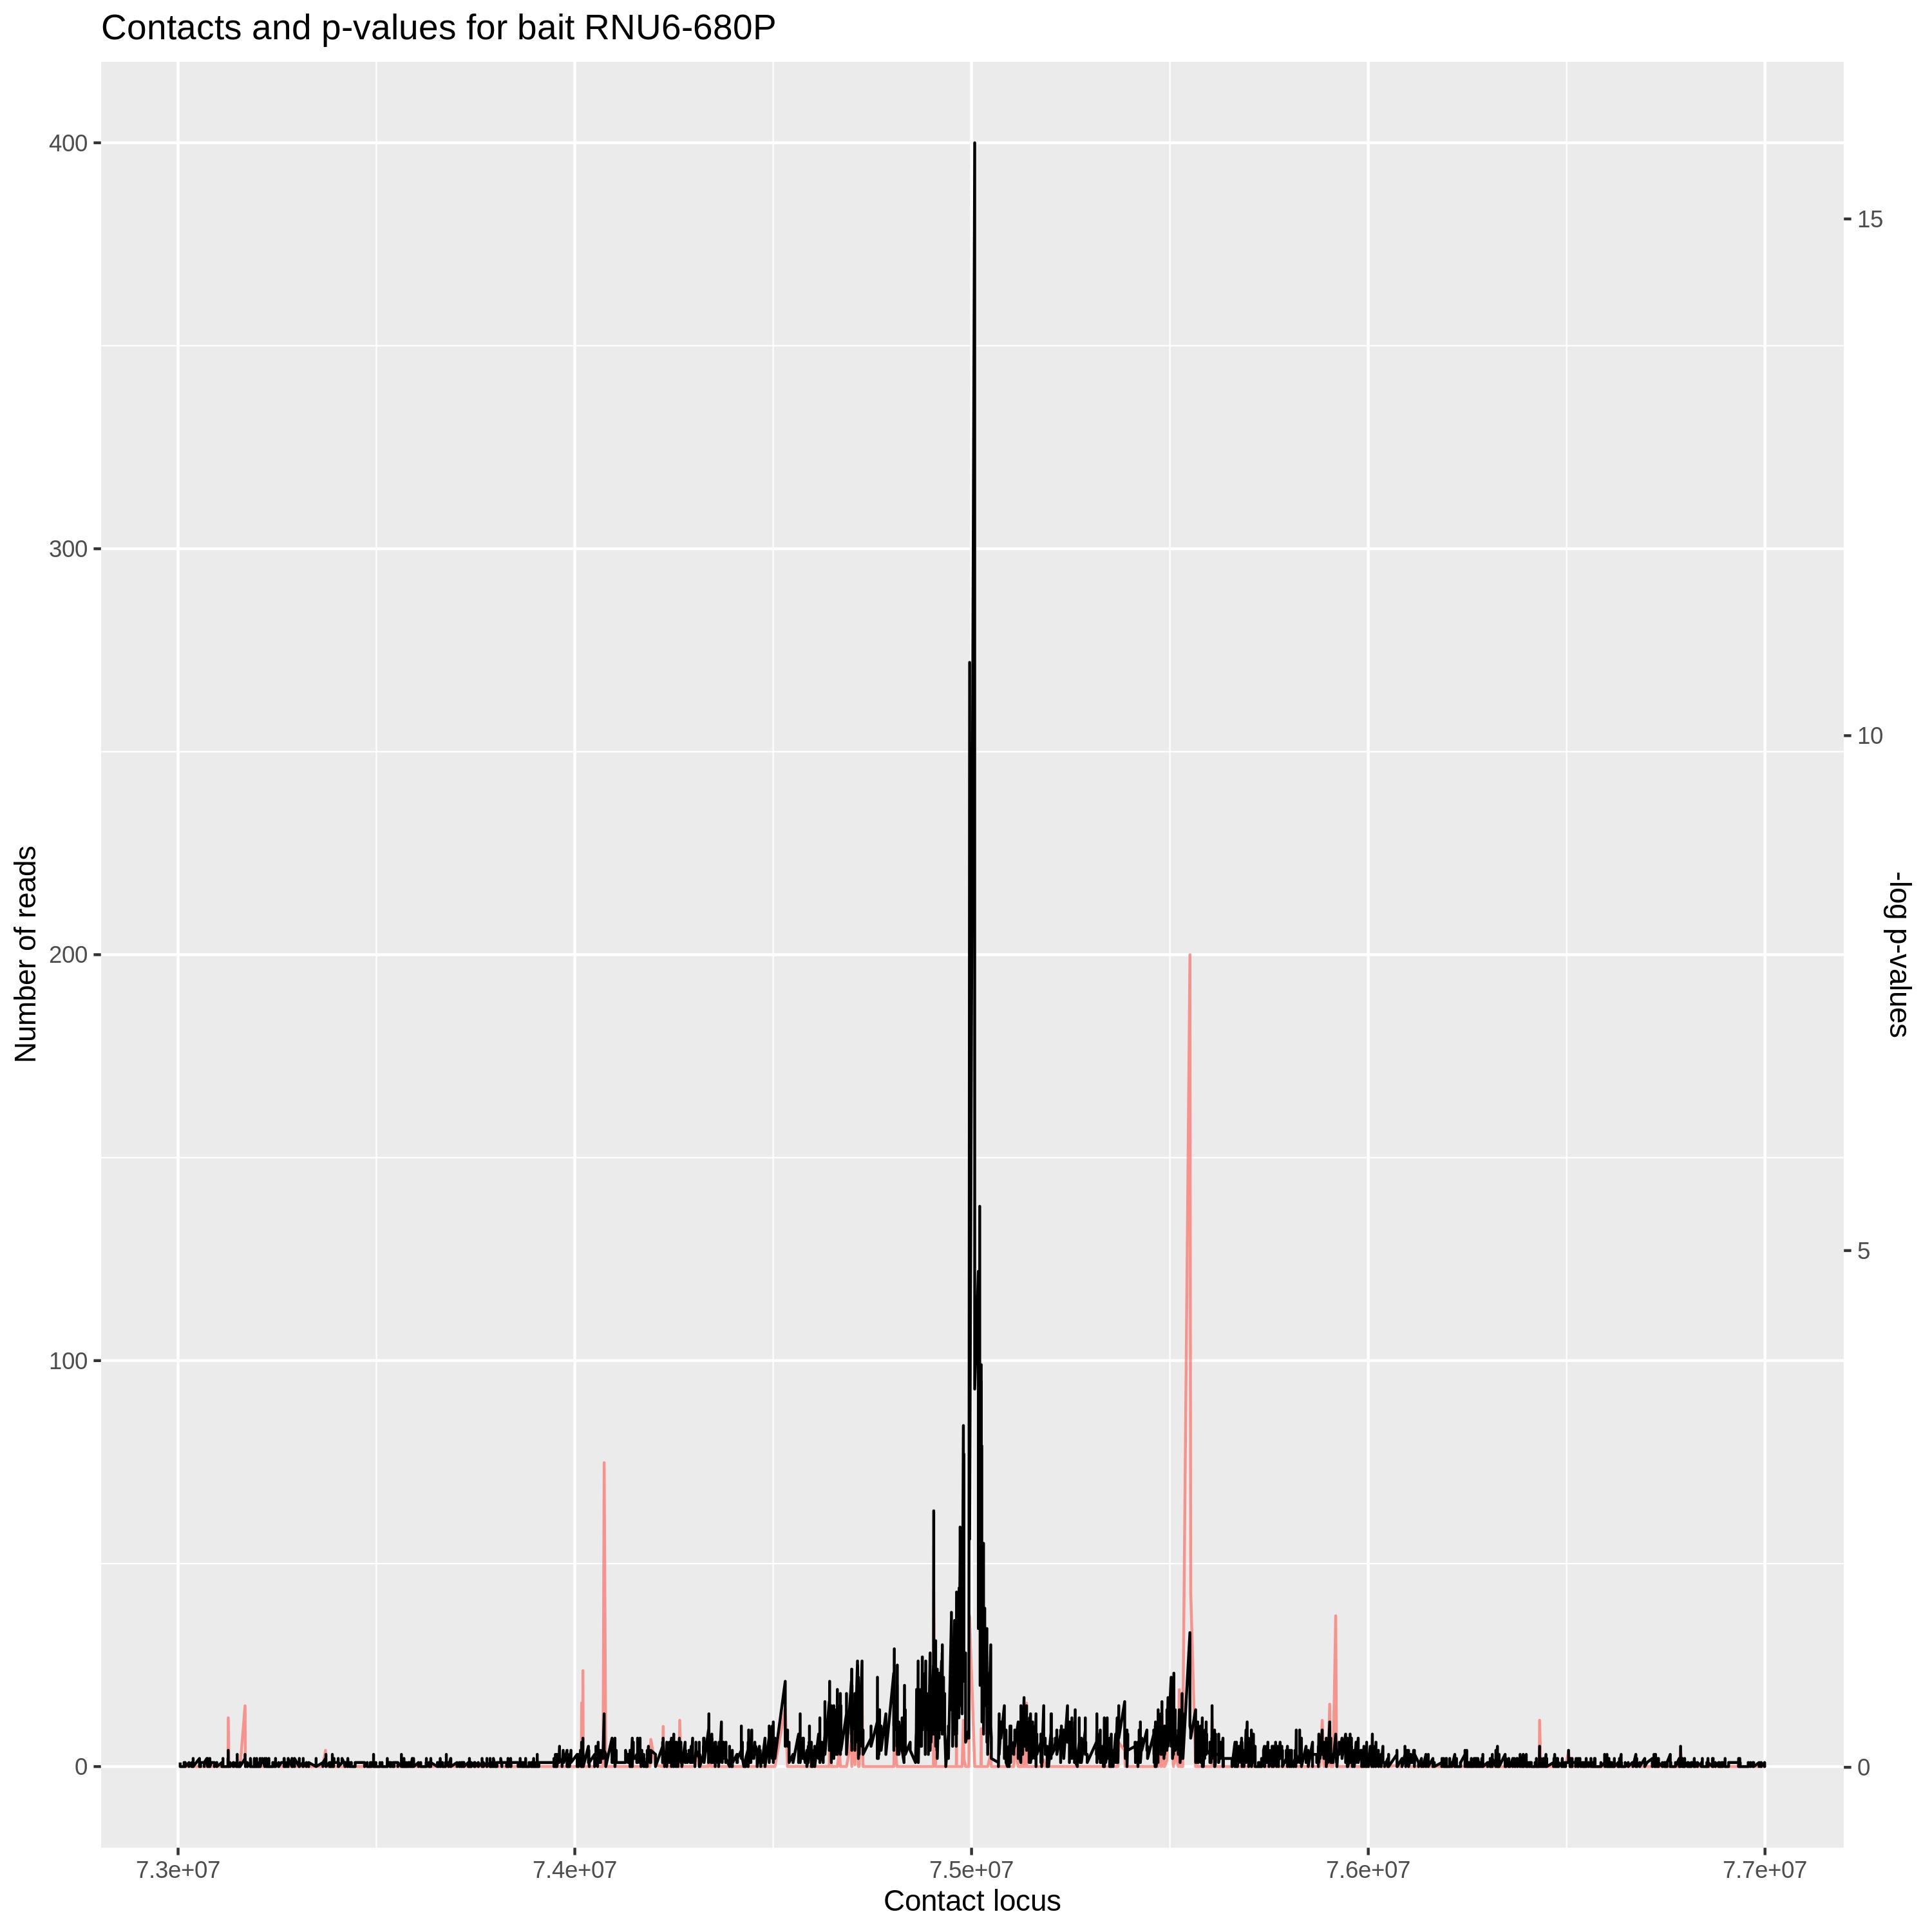 Contacts and p-values for bait RNU6-680P
400
300
200
100
0
Number of reads
15
10
5
0
-log p-values
7.3e+07 7.4e+07 7.5e+07 7.6e+07 7.7e+07
Contact locus